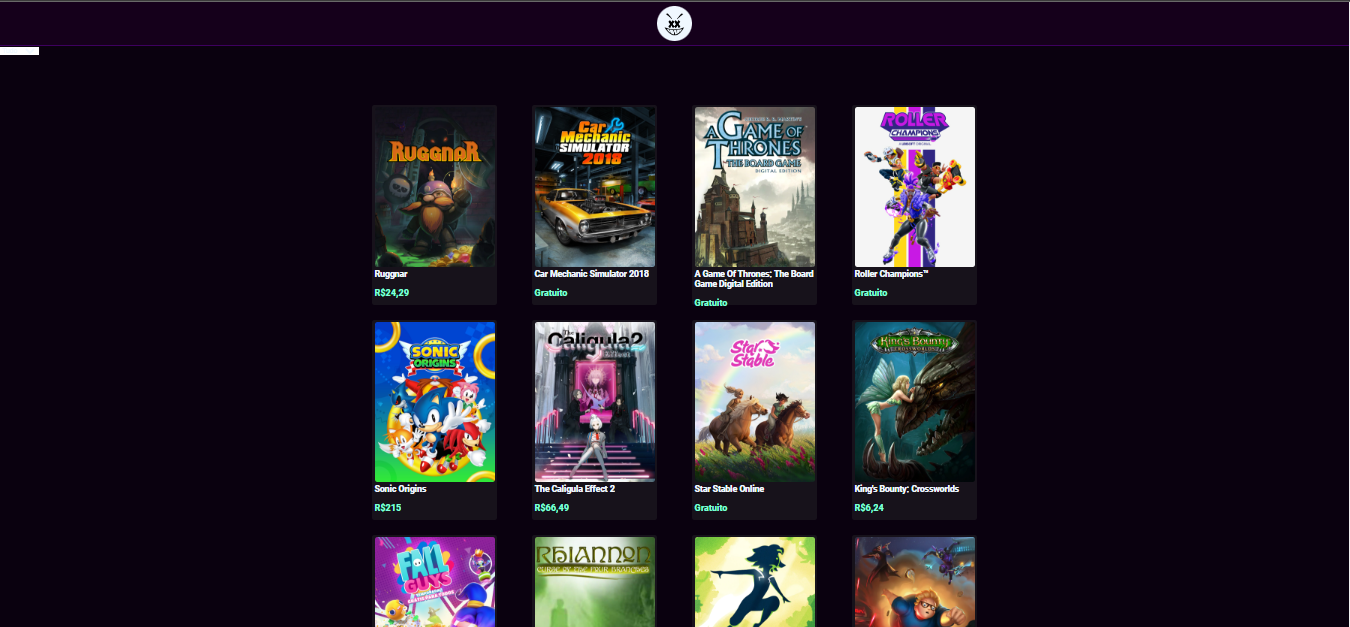 XX
RUGGNAR
Car
Mechanic
SIMULATOR
2018
A GAME OF
THRONES
THE BOARD GAME
DIGITAL EDITION
ROLLER
CHAMPIONS
Ruggnar
Car Mechanic Simulator 2018
A Game Of Thrones; The Board
Game Digital Edition
Roller Champions™
R$24,29
Gratuito
Gratuito
Gratuito
SONIC
ORIGINS
The
Caligula2
Effect
Star
Stable
KING'S BOUNTY
CROSSWORLDS
Sonic Origins
The Caligula Effect 2
Star Stable Online
King's Bounty; Crossworlds
R$215
R$66,49
Gratuito
R$6,24
FALL
GUYS
RHIANNON
CURSE OF THE FOUR BRANCHES